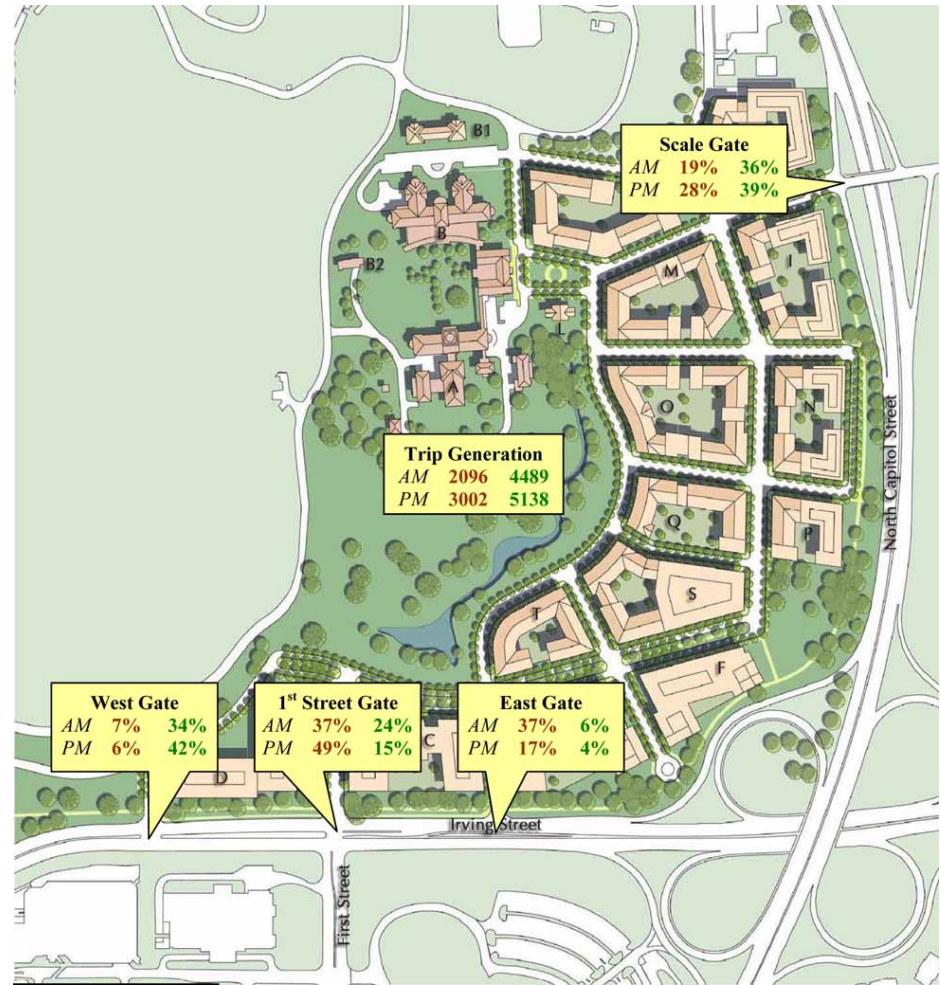 B1
Scale Gate
AM 19% 36%
PM 28% 39%
B
B2
I
M
L
A
O
N
Trip Generation
AM 2096 4489
PM 3002 5138
North Capitol Street
Q
P
S
T
F
West Gate
AM 7% 34%
PM 6% 42%
1st Street Gate
AM 37% 24%
PM 49% 15%
East Gate
AM 37% 6%
PM 17% 4%
C
D
Irving Street
First Street